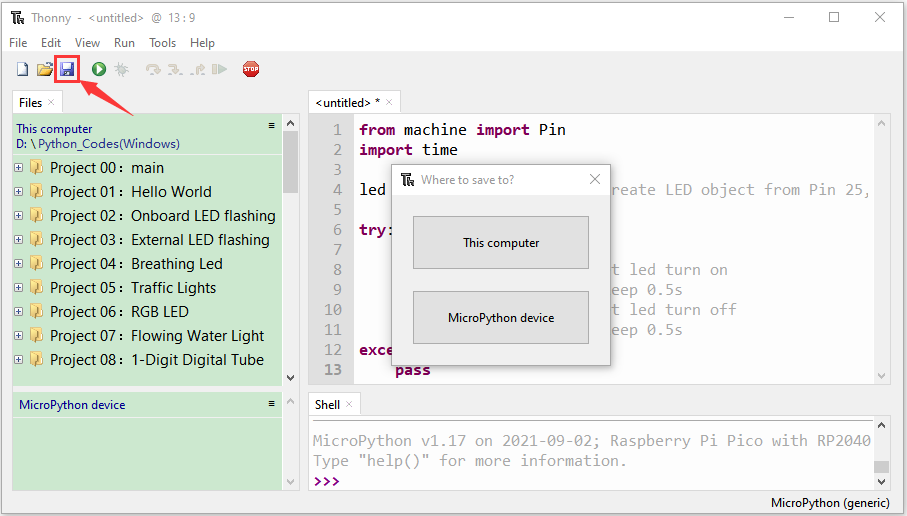 Thonny - <untitled> @ 13:9
File Edit View Run Tools Help
STOP
Files
This computer
D: \Python_Codes(Windows)
Project 00：main
Project 01：Hello World
Project 02：Onboard LED flashing
Project 03：External LED flashing
Project 04：Breathing Led
Project 05：Traffic Lights
Project 06：RGB LED
Project 07：Flowing Water Light
Project 08：1-Digit Digital Tube
MicroPython device
<untitled> *
1 from machine import Pin
2 import time
3
4 led reate LED object from Pin 25,
5
6 try:
7
8 t led turn on
9 eep 0.5s
10 t led turn off
11 eep 0.5s
12 exce
13 pass
Where to save to?
This computer
MicroPython device
Shell
MicroPython v1.17 on 2021-09-02; Raspberry Pi Pico with RP2040
Type "help()" for more information.
>>>
MicroPython (generic)